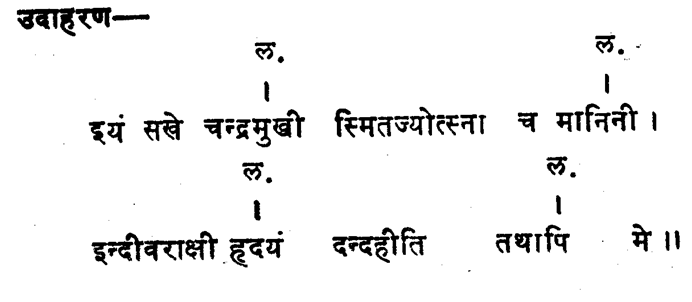 उदाहरण—
ल. ल.
। ।
इयं सखे चन्द्रमुखी स्मितज्योत्स्ना च मानिनी ।
ल. ल.
। ।
इन्दीवराक्षी हृदयं दन्दहीति तथापि मे ॥